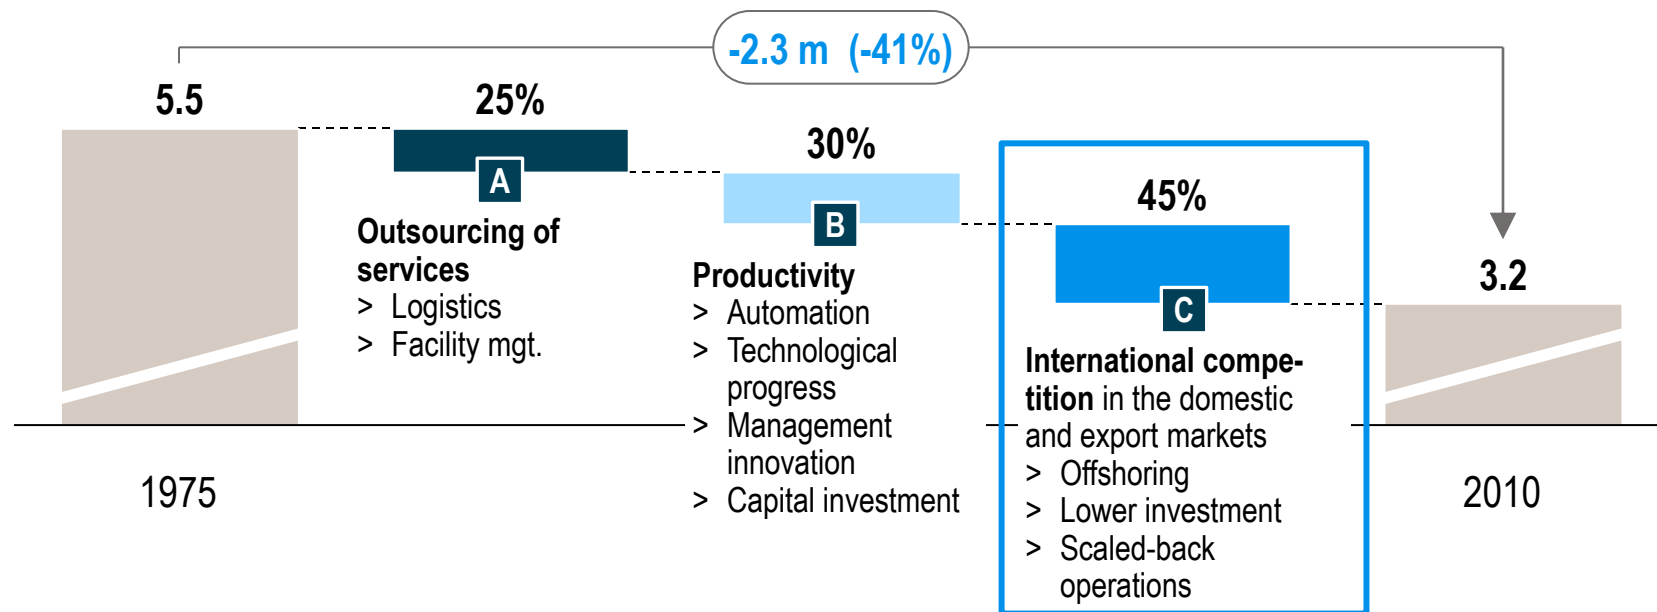 -2.3 m (-41%)
5.5
25%
A
Outsourcing of
services
> Logistics
> Facility mgt.
30%
B
Productivity
> Automation
> Technological
progress
> Management
innovation
> Capital investment
45%
C
International compe-
tition in the domestic
and export markets
> Offshoring
> Lower investment
> Scaled-back
operations
3.2
1975
2010